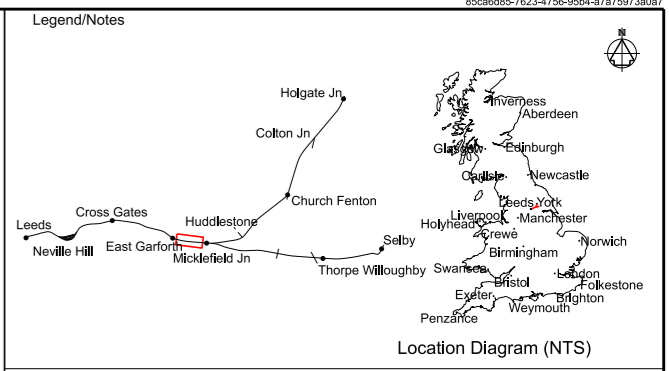 85ca6d85-7623-4756-95b4-a7a75973a0a7
Legend/Notes
N
Holgate Jn
Colton Jn
Church Fenton
Huddlestone
Cross Gates
Leeds
Neville Hill
East Garforth
Micklefield Jn
Selby
Thorpe Willoughby
Inverness
Aberdeen
Glasgow
Edinburgh
Carlisle
Newcastle
Leeds York
Liverpool
Manchester
Holyhead
Crewe
Norwich
Birmingham
Swansea
London
Bristol
Folkestone
Exeter
Brighton
Weymouth
Penzance
Location Diagram (NTS)